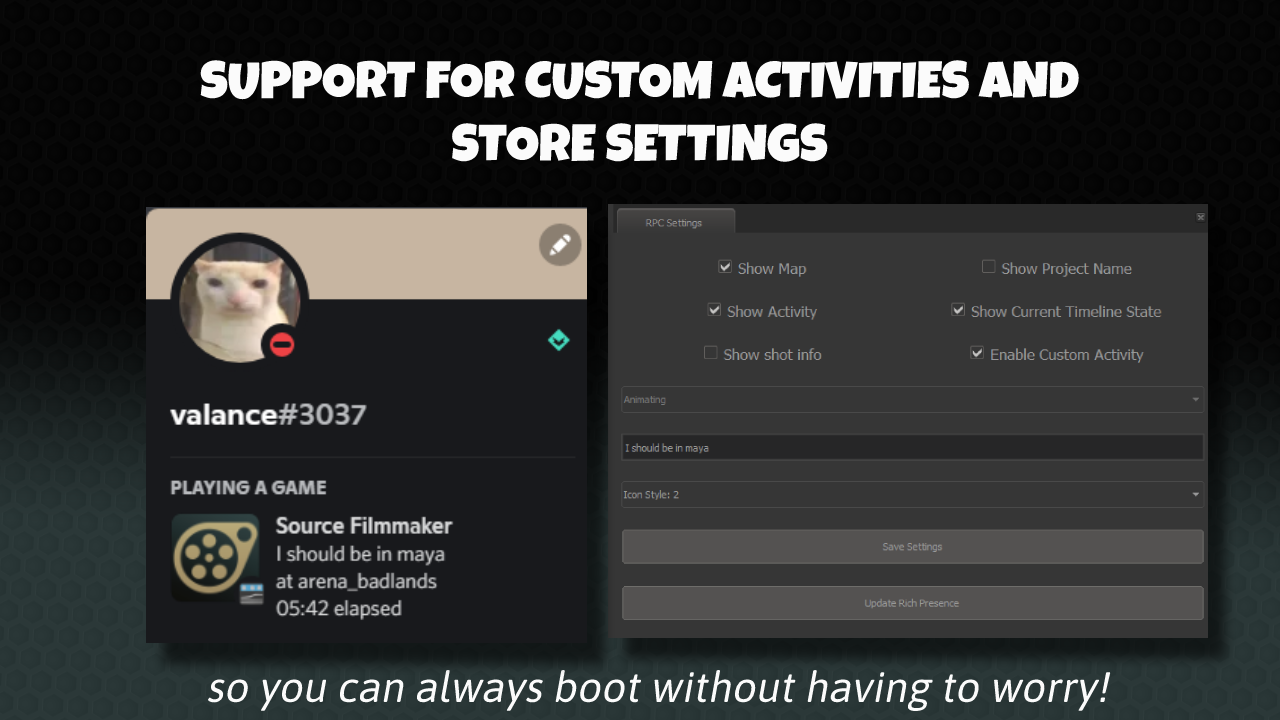 SUPPORT FOR CUSTOM ACTIVITIES AND
STORE SETTINGS
valance#3037
PLAYING A GAME
Source Filmmaker
I should be in maya
at arena_badlands
05:42 elapsed
RPC Settings
Show Map
Show Project Name
Show Activity
Show Current Timeline State
Show shot info
Enable Custom Activity
Animating
I should be in maya
Icon Style: 2
Save Settings
Update Rich Presence
so you can always boot without having to worry!